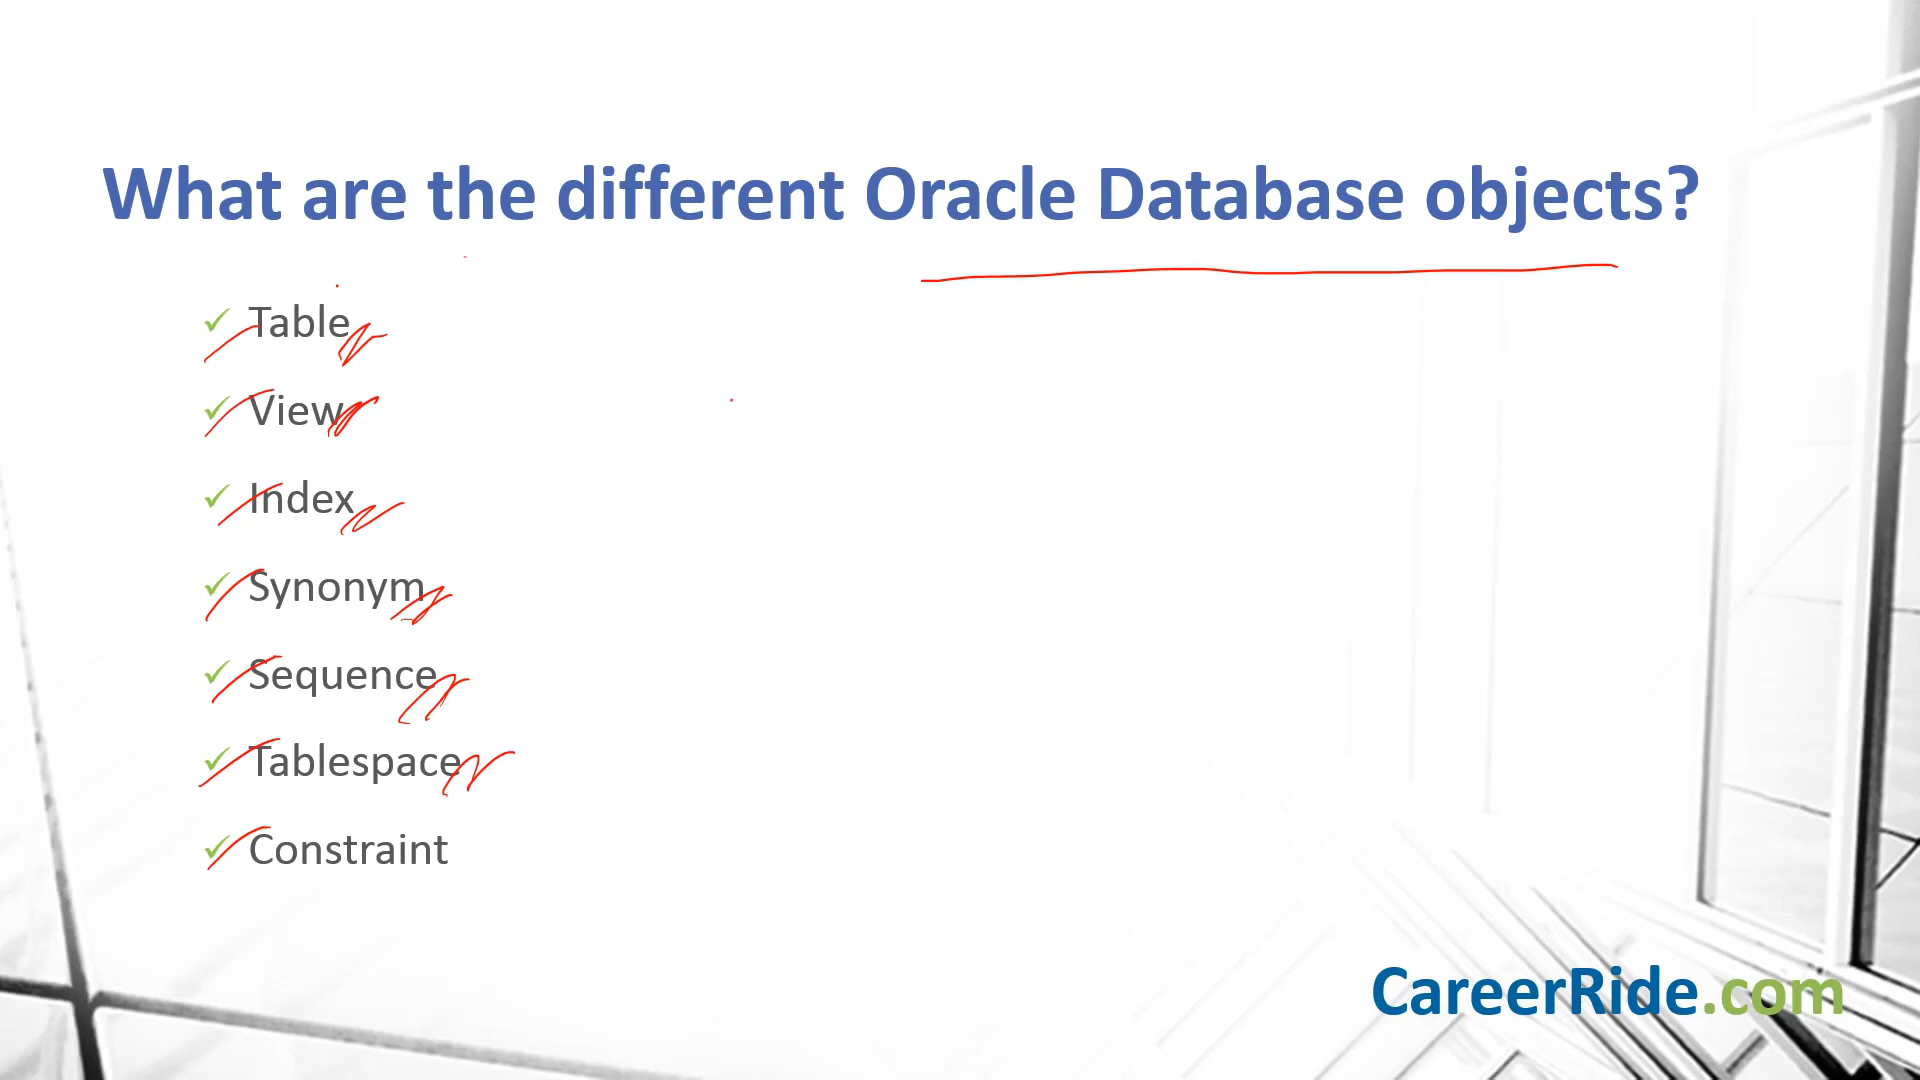 What are the different Oracle Database objects?
Table
View
Index
Synonym
Sequence
Tablespace
Constraint
CareerRide.com